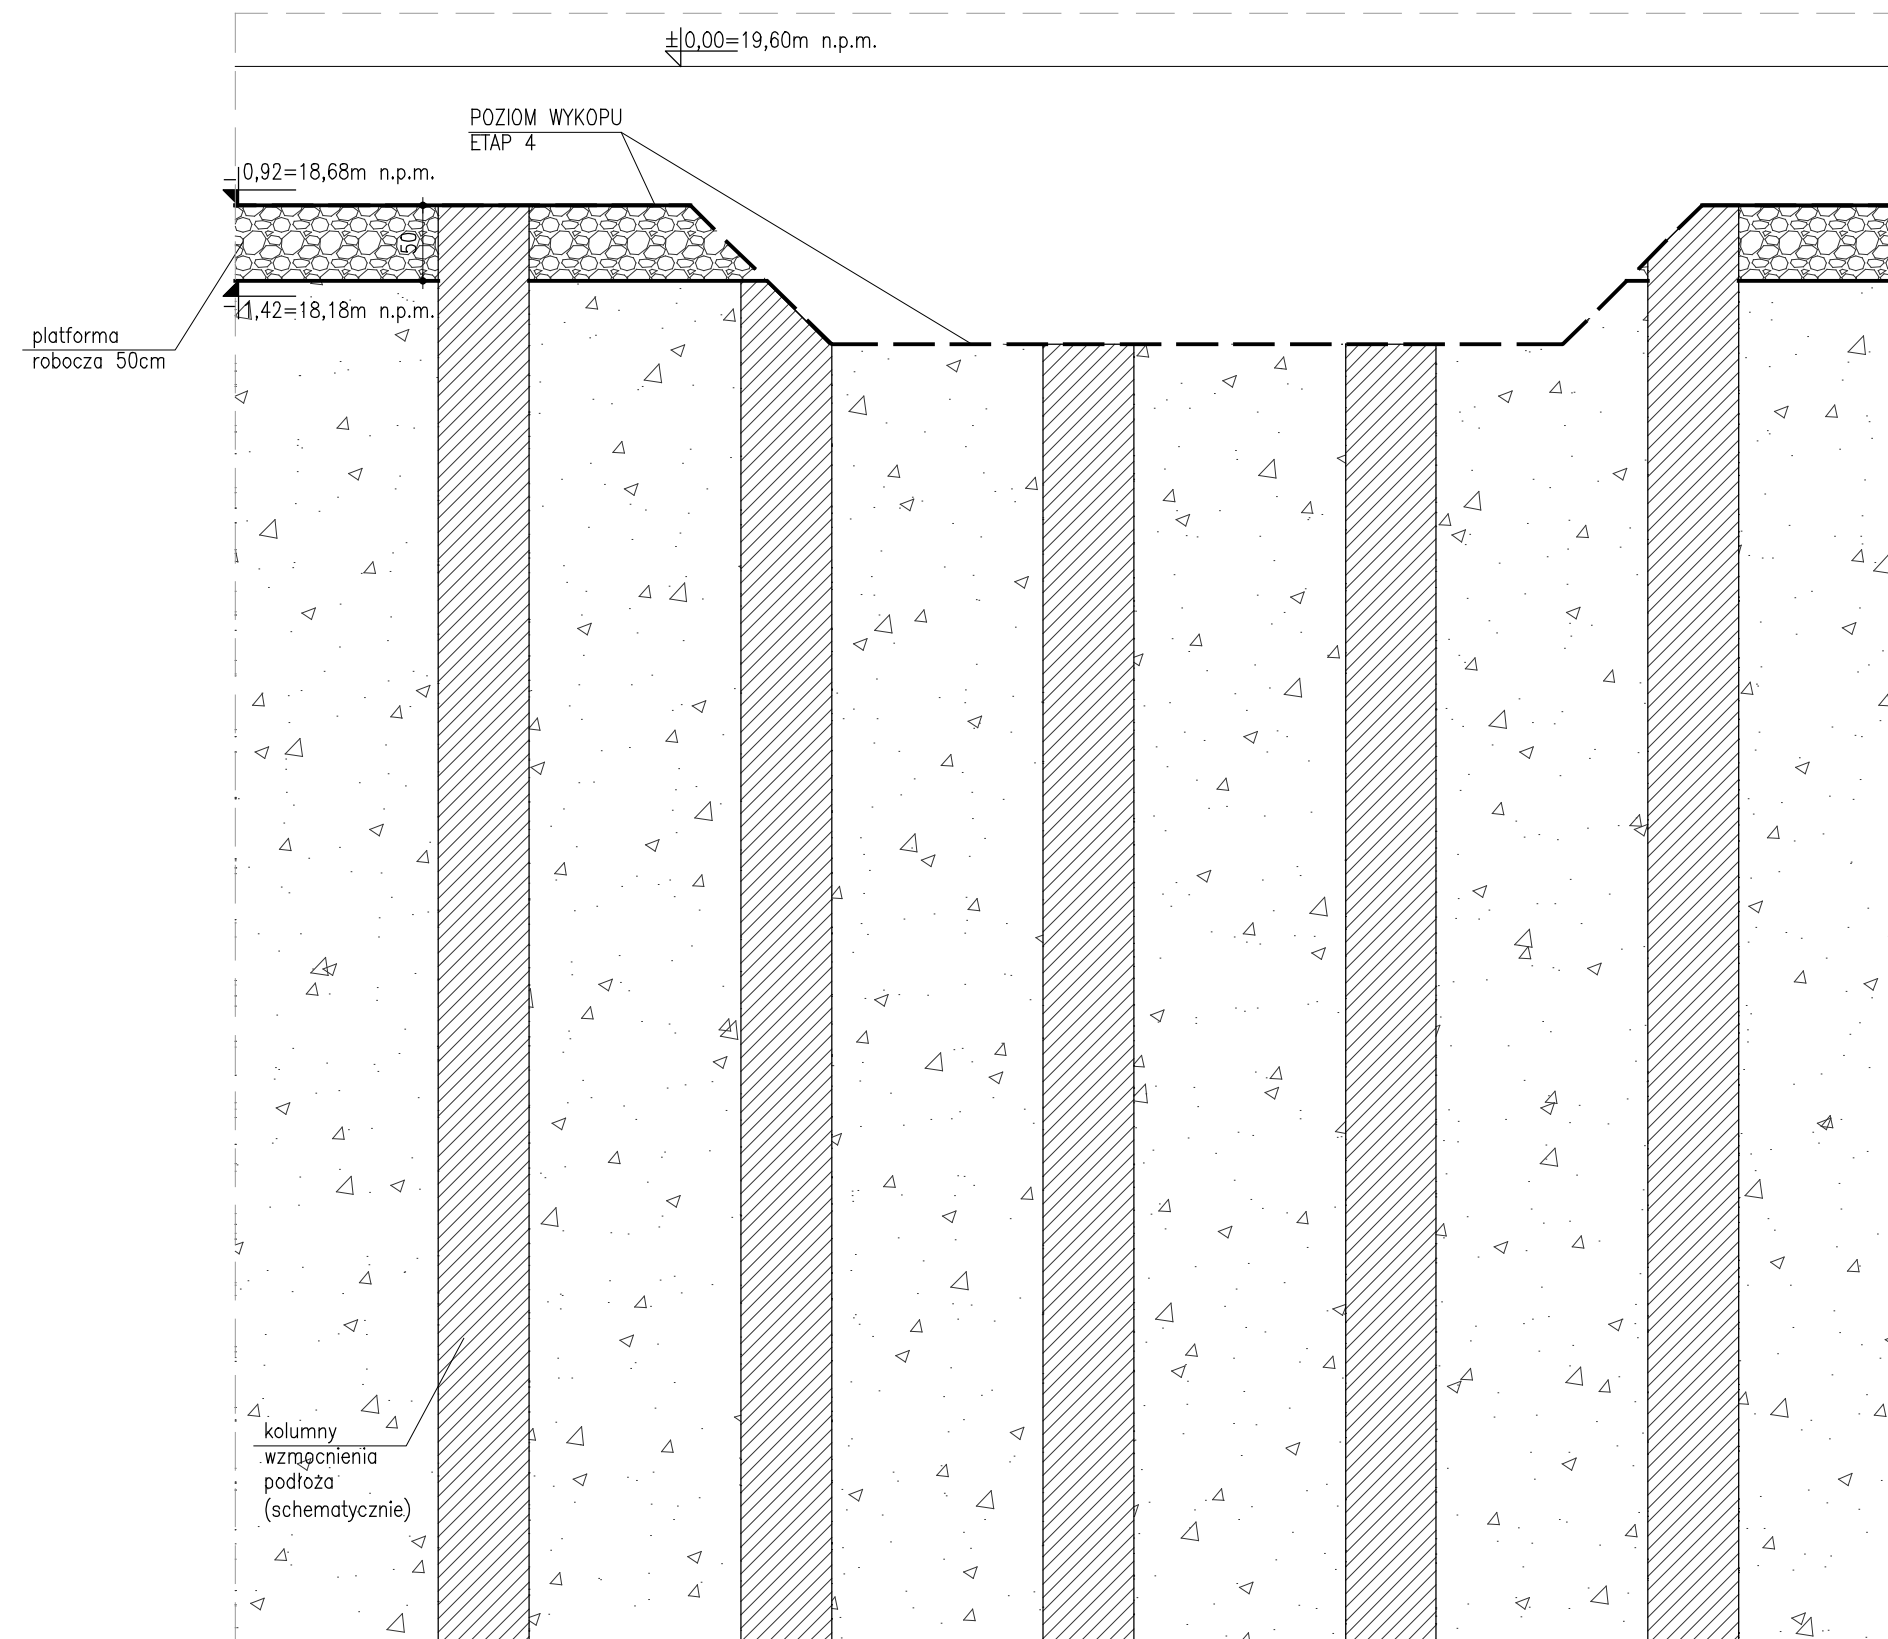 ±0,00=19,60m n.p.m.
POZIOM WYKOPU
ETAP 4
-0,92=18,68m n.p.m.
50
-1,42=18,18m n.p.m.
platforma
robocza 50cm
kolumny
wzmocnienia
podłoża
(schematycznie)